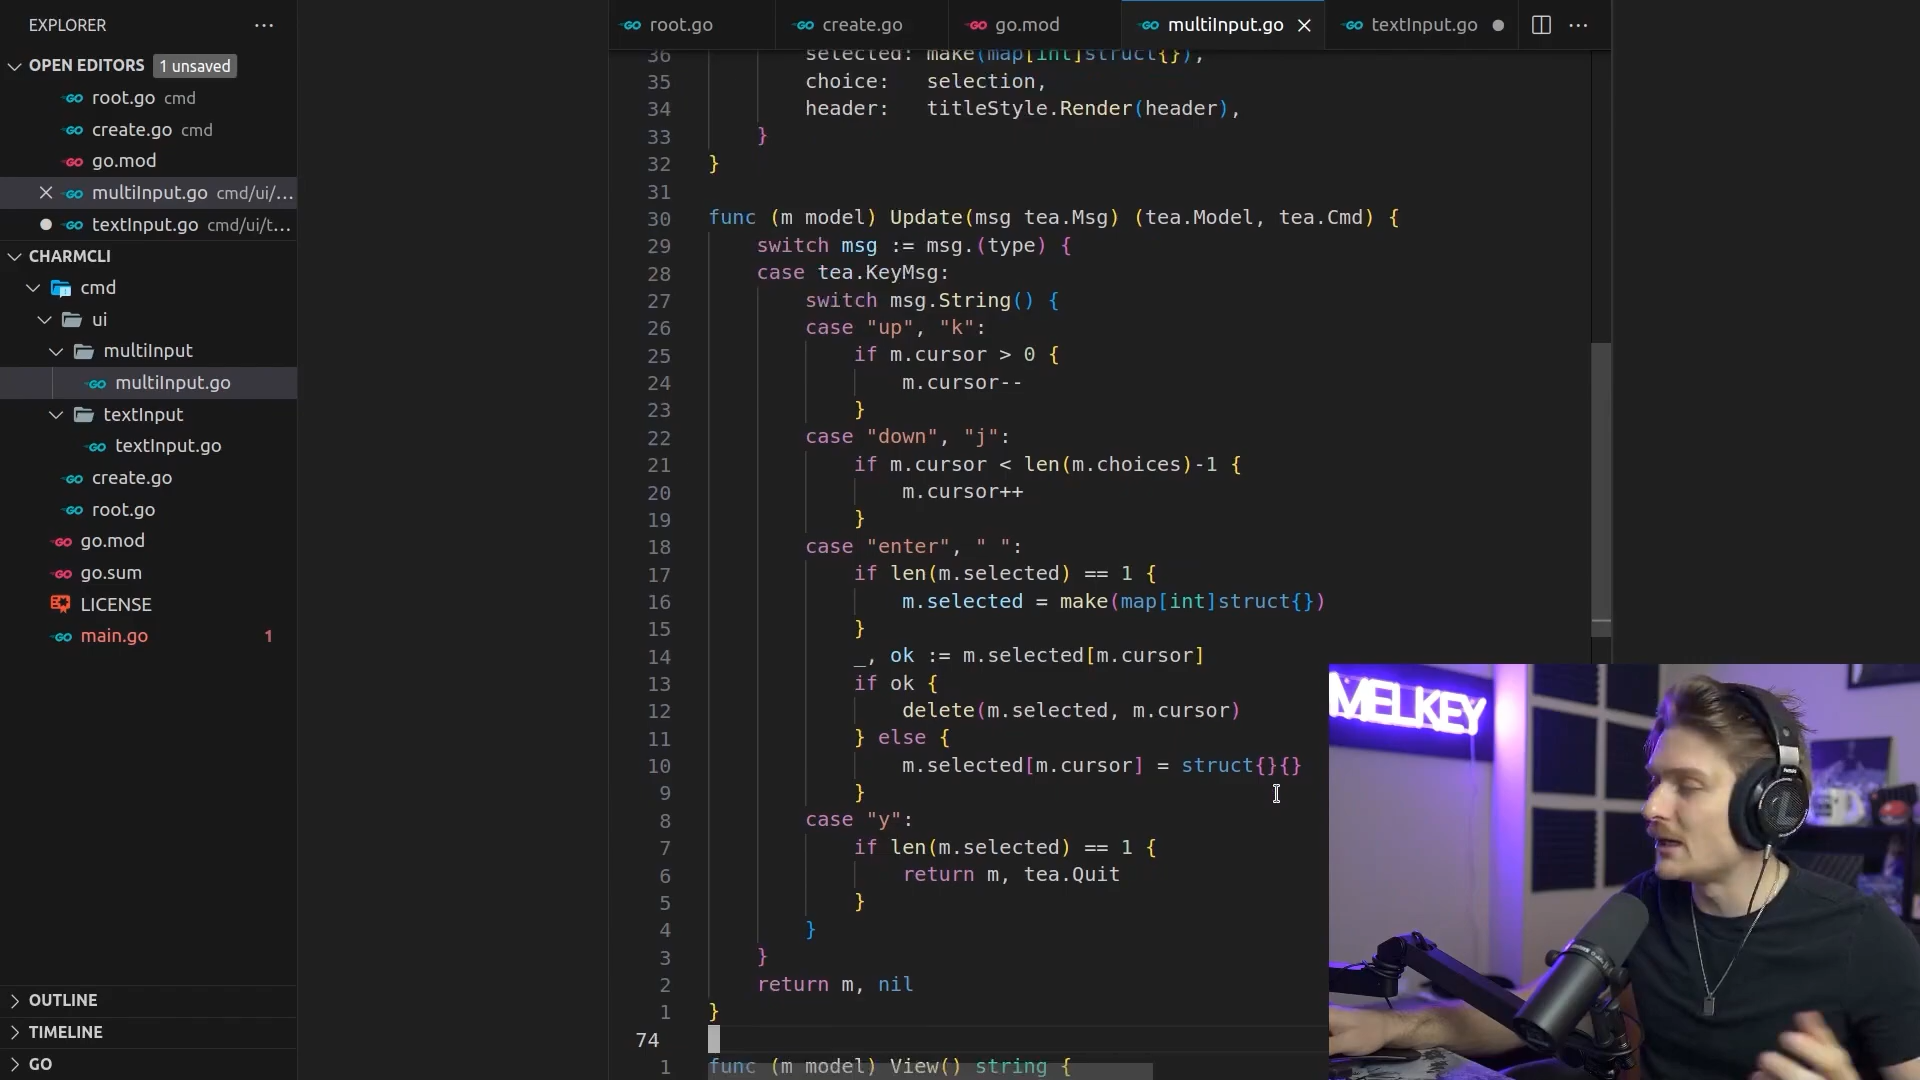 EXPLORER
OPEN EDITORS 1 unsaved
root.go cmd
create.go cmd
go.mod
multiInput.go cmd/ui/...
textInput.go cmd/ui/t...
CHARMCLI
cmd
ui
multiInput
multiInput.go
textInput
textInput.go
create.go
root.go
go.mod
go.sum
LICENSE
main.go 1
OUTLINE
TIMELINE
GO
root.go create.go go.mod multiInput.go textInput.go
36 selected: make(map[int]struct{}),
35 choice: selection,
34 header: titleStyle.Render(header),
33 }
32 }
31
30 func (m model) Update(msg tea.Msg) (tea.Model, tea.Cmd) {
29 switch msg := msg.(type) {
28 case tea.KeyMsg:
27 switch msg.String() {
26 case "up", "k":
25 if m.cursor > 0 {
24 m.cursor--
23 }
22 case "down", "j":
21 if m.cursor < len(m.choices)-1 {
20 m.cursor++
19 }
18 case "enter", " ":
17 if len(m.selected) == 1 {
16 m.selected = make(map[int]struct{})
15 }
14 _, ok := m.selected[m.cursor]
13 if ok {
12 delete(m.selected, m.cursor)
11 } else {
10 m.selected[m.cursor] = struct{}{}
9 }
8 case "y":
7 if len(m.selected) == 1 {
6 return m, tea.Quit
5 }
4 }
3 }
2 return m, nil
1 }
74
1 func (m model) View() string {
MELKEY